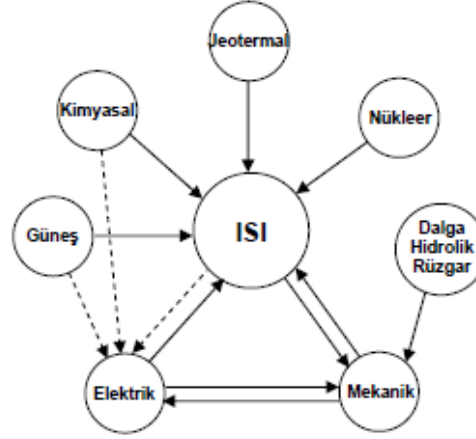 Jeotermal
Kimyasal
Nükleer
Güneş
ISI
Dalga
Hidrolik
Rüzgar
Elektrik
Mekanik